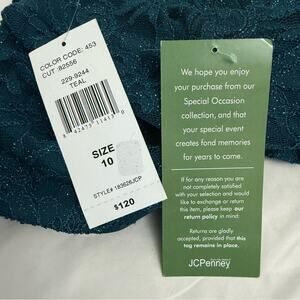 COLOR CODE: 453
CUT :82556
229-9244
TEAL
SIZE
10
STYLE# 183626JCP
$120
We hope you enjoy
your purchase from our
Special Occasion
collection, and that
your special event
creates fond memories
for years to come.
If for any reason you are
not completely satisfied
with your selection and would
like to exchange or return
this item, please keep our
return policy in mind:
Returns are gladly
accepted, provided that this
tag remains in place.
JCPenney